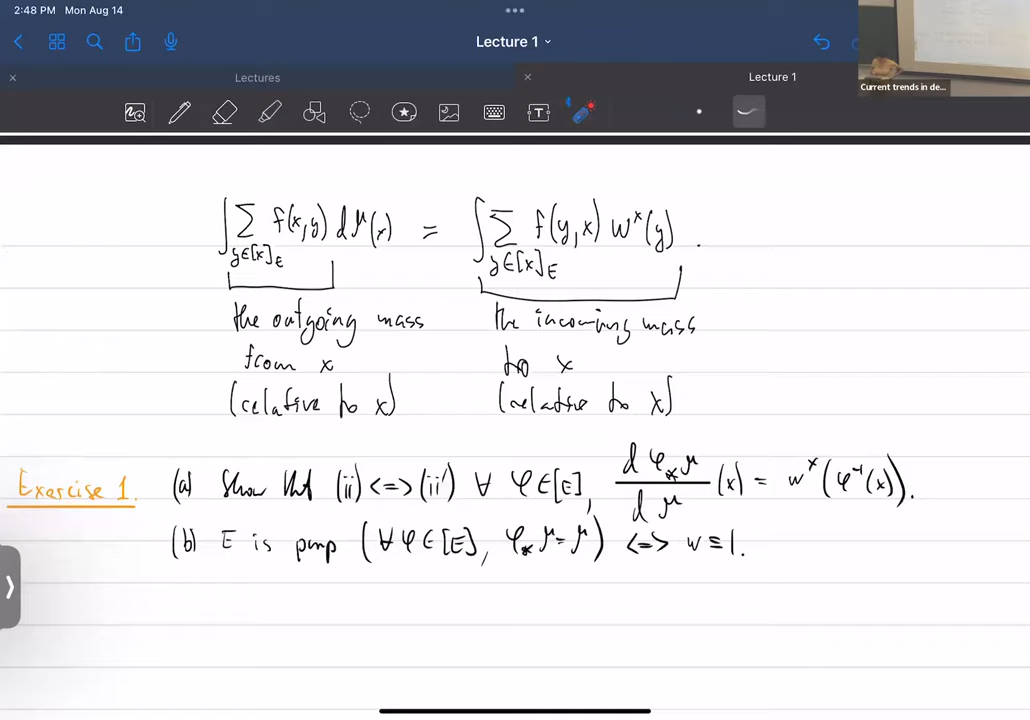 2:48 PM Mon Aug 14
Lecture 1
Lectures
Lecture 1
Current trends in de...
∫ Σ_{y∈[x]_E} f(x,y) dμ(x) = ∫ Σ_{y∈[x]_E} f(y,x) w^x(y) .
the outgoing mass from x (relative to x)
the incoming mass to x (relative to x)
Exercise 1. (a) Show that (ii) <=> (ii') ∀ φ∈[E], dφ_*μ/dμ (x) = w^x(φ^{-1}(x)).
(b) E is pmp (∀φ∈[E], φ_*μ=μ) <=> w≡1.